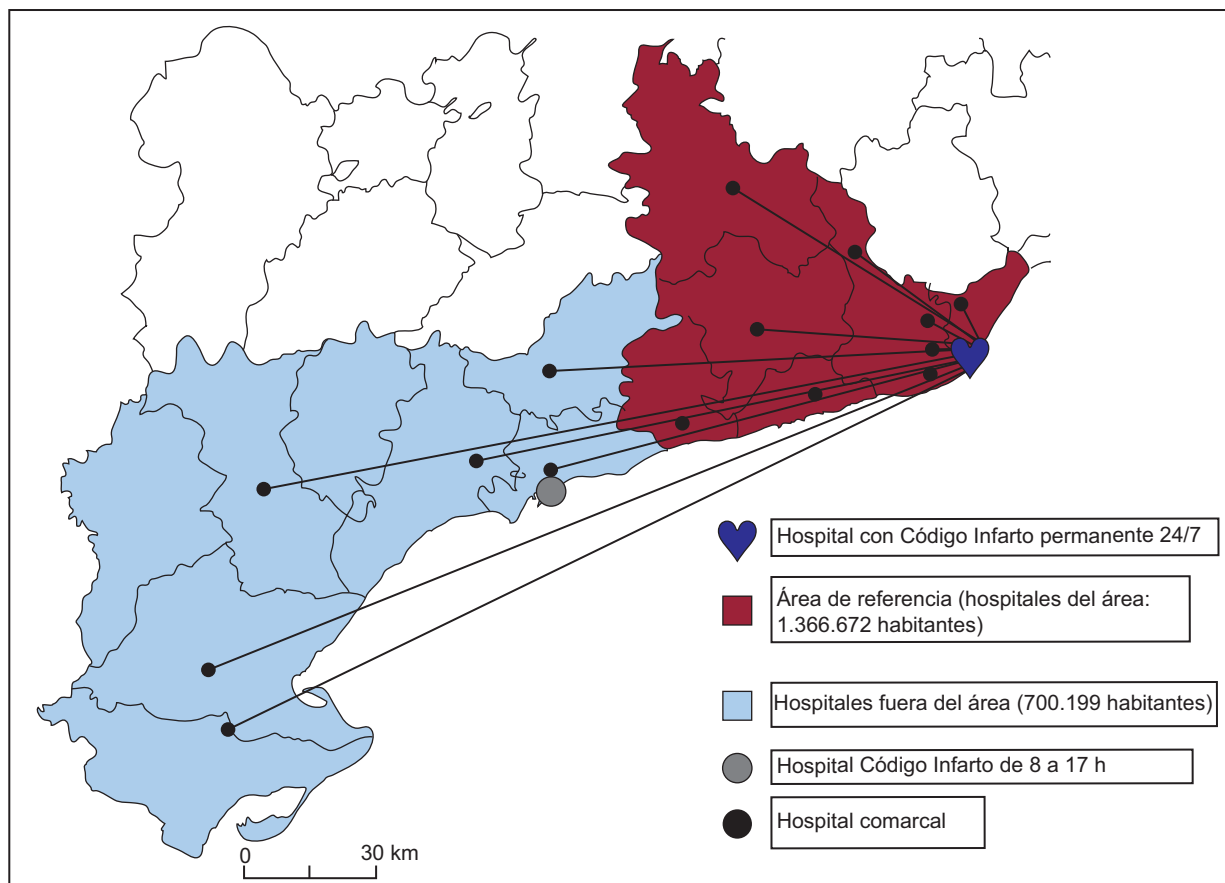 Hospital con Código Infarto permanente 24/7
Área de referencia (hospitales del área:
1.366.672 habitantes)
Hospitales fuera del área (700.199 habitantes)
Hospital Código Infarto de 8 a 17 h
Hospital comarcal
0 30 km